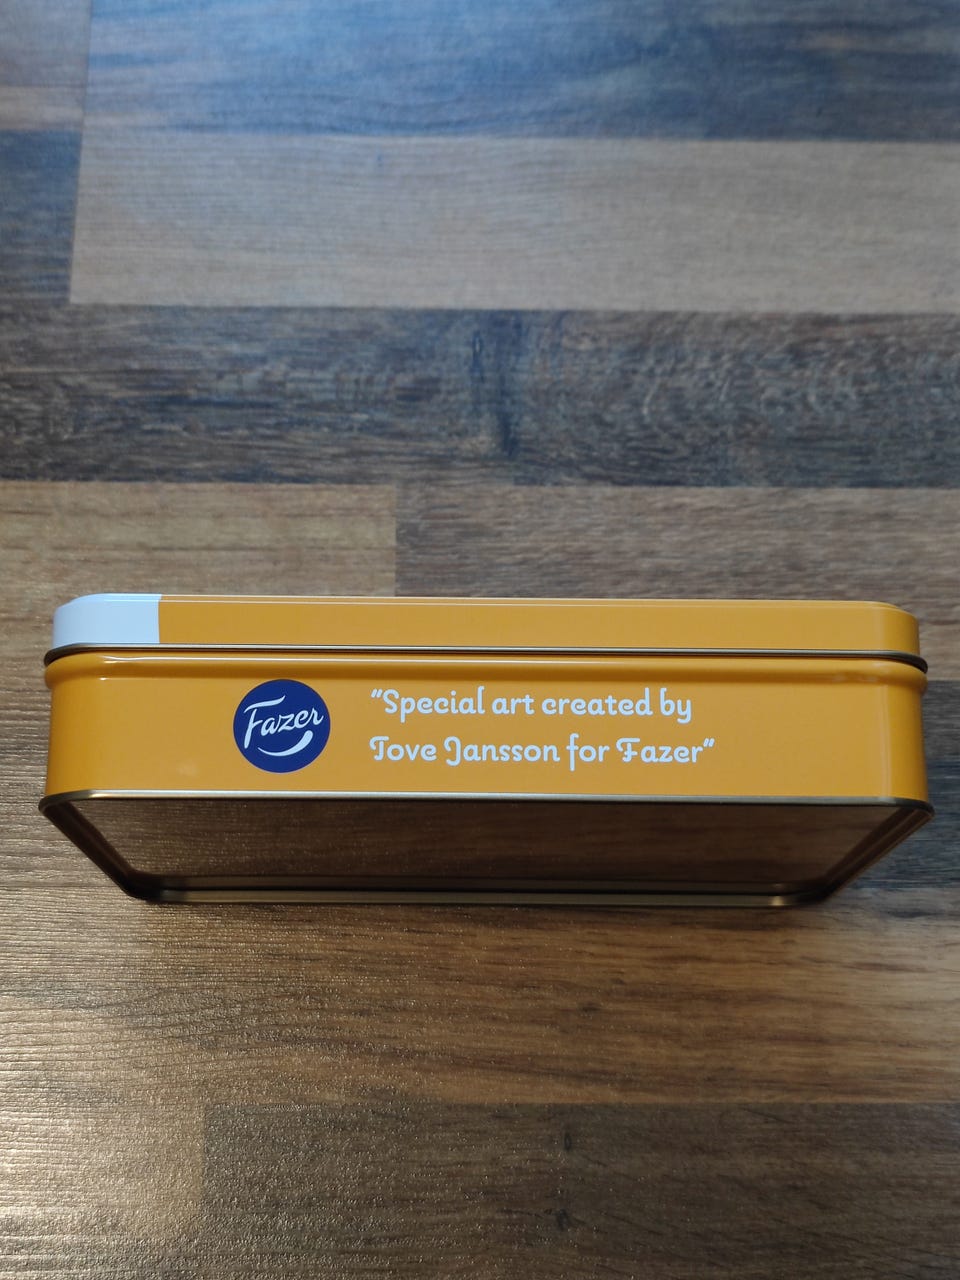 Fazer
"Special art created by
Tove Jansson for Fazer"